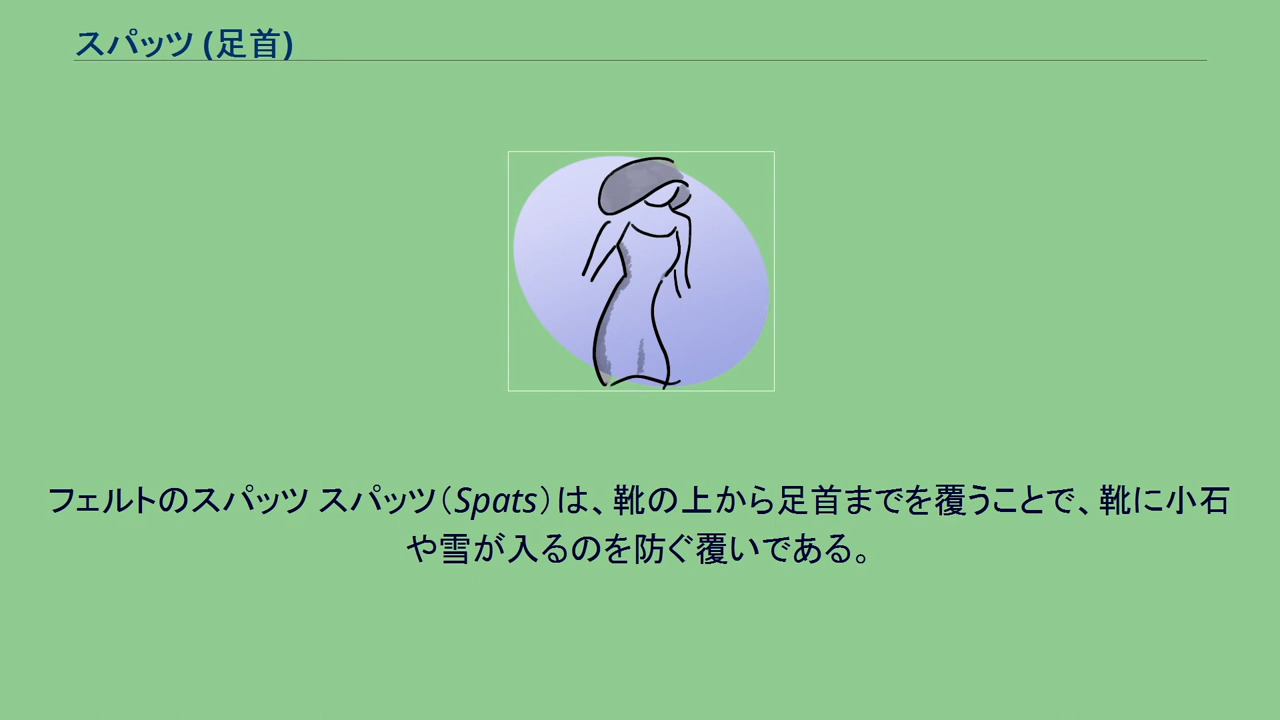 スパッツ (足首)
フェルトのスパッツ スパッツ（Spats）は、靴の上から足首までを覆うことで、靴に小石
や雪が入るのを防ぐ覆いである。